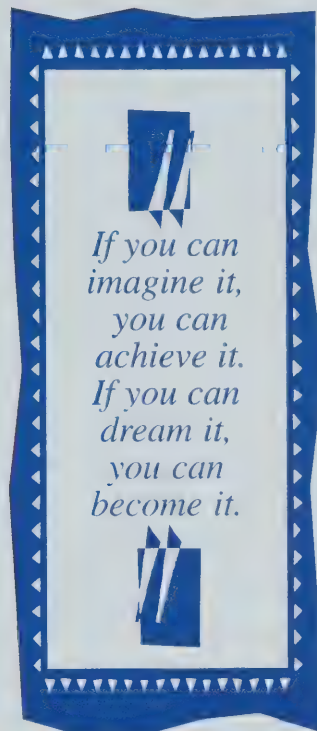 If you can
imagine it,
you can
achieve it.
If you can
dream it,
you can
become it.